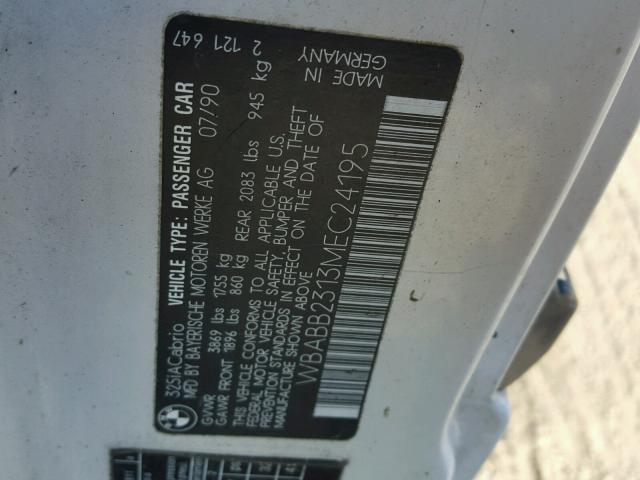 325IACabrio VEHICLE TYPE: PASSENGER CAR
MFD BY BAYERISCHE MOTOREN WERKE AG 07/90 2 121 647
GVWR 3869 lbs 1755 kg
GAWR FRONT 1896 lbs 860 kg REAR 2083 lbs 945 kg
THIS VEHICLE CONFORMS TO ALL APPLICABLE U.S.
FEDERAL MOTOR VEHICLE SAFETY, BUMPER AND THEFT
PREVENTION STANDARDS IN EFFECT ON THE DATE OF
MANUFACTURE SHOWN ABOVE
WBABB2313MEC24195
MADE IN
GERMANY